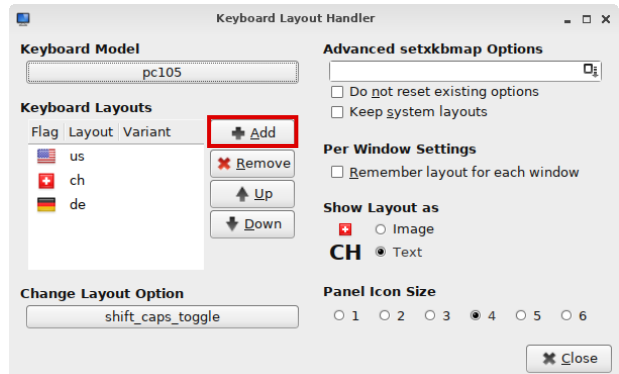 Keyboard Layout Handler
Keyboard Model
pc105
Keyboard Layouts
Flag Layout Variant
us
ch
de
Add
Remove
Up
Down
Change Layout Option
shift_caps_toggle
Advanced setxkbmap Options
Do not reset existing options
Keep system layouts
Per Window Settings
Remember layout for each window
Show Layout as
Image
CH Text
Panel Icon Size
1 2 3 4 5 6
Close